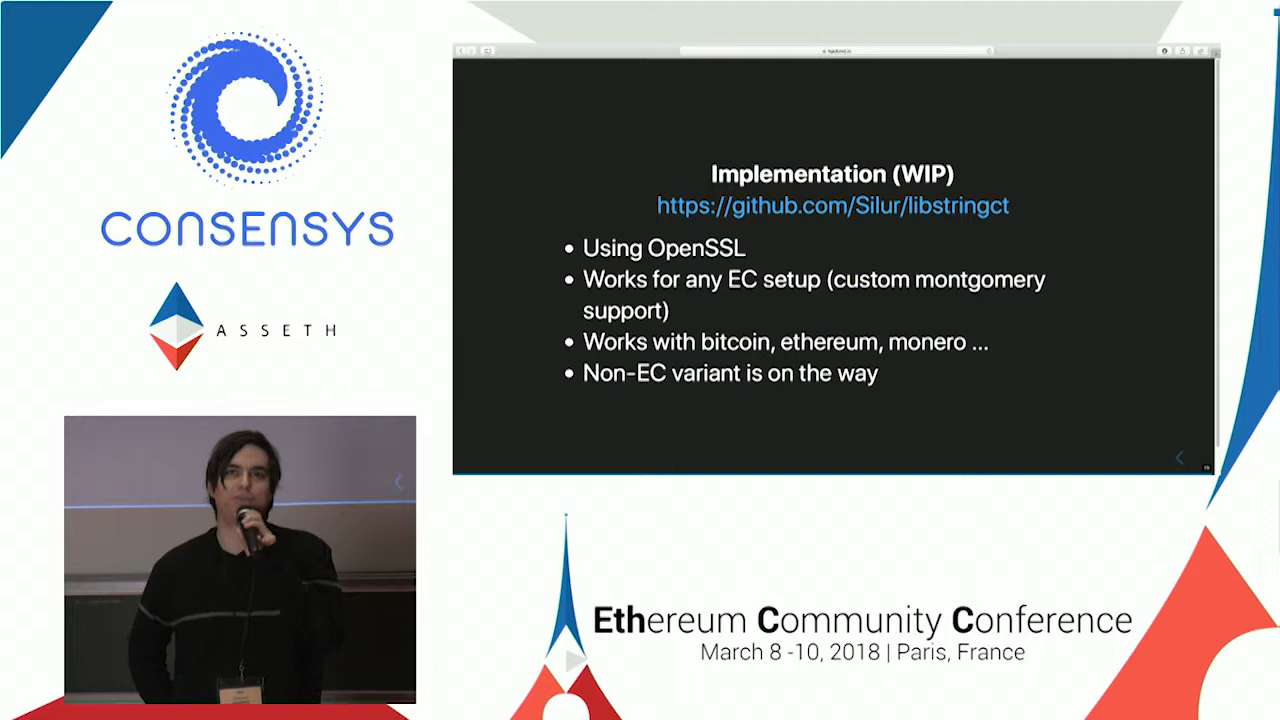 CONSENSYS
ASSETH
Implementation (WIP)
https://github.com/Silur/libstringct
• Using OpenSSL
• Works for any EC setup (custom montgomery
support)
• Works with bitcoin, ethereum, monero ...
• Non-EC variant is on the way
Ethereum Community Conference
March 8 -10, 2018 | Paris, France